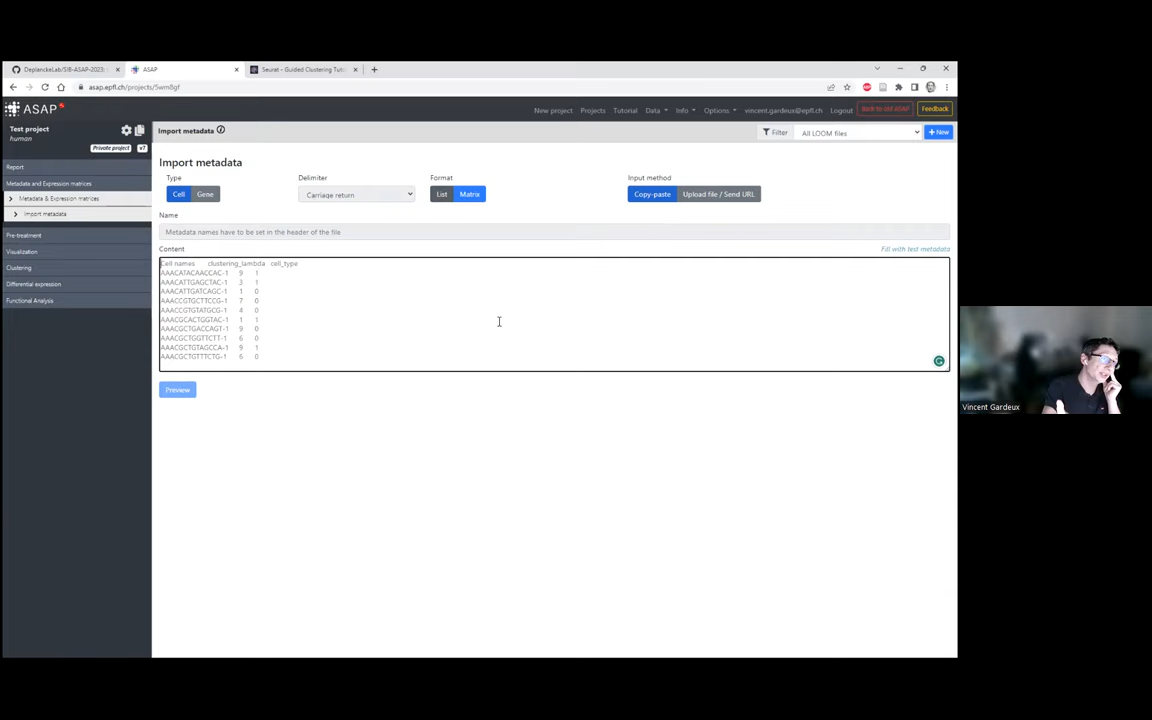 DeplanckeLab/SIB-ASAP-2023:
ASAP
Seurat - Guided Clustering Tut
asap.epfl.ch/projects/5wm8gf
ASAP
New project
Projects
Tutorial
Data
Info
Options
vincent.gardeux@epfl.ch
Logout
Back to old ASAP
Feedback
Test project
human
Private project
v7
Import metadata
Filter
All LOOM files
+ New
Report
Metadata and Expression matrices
Metadata & Expression matrices
Import metadata
Pre-treatment
Visualization
Clustering
Differential expression
Functional Analysis
Import metadata
Type
Delimiter
Format
Input method
Cell
Gene
Carriage return
List
Matrix
Copy-paste
Upload file / Send URL
Name
Metadata names have to be set in the header of the file
Content
Fill with test metadata
Cell names clustering_lambda cell_type
AAACATACAACCAC-1 9 1
AAACATTGAGCTAC-1 3 1
AAACATTGATCAGC-1 1 0
AAACCGTGCTTCCG-1 7 0
AAACCGTGTATGCG-1 4 0
AAACGCACTGGTAC-1 1 1
AAACGCTGACCAGT-1 9 0
AAACGCTGGTTCTT-1 6 0
AAACGCTGTAGCCA-1 9 1
AAACGCTGTTTCTG-1 6 0
Preview
Vincent Gardeux